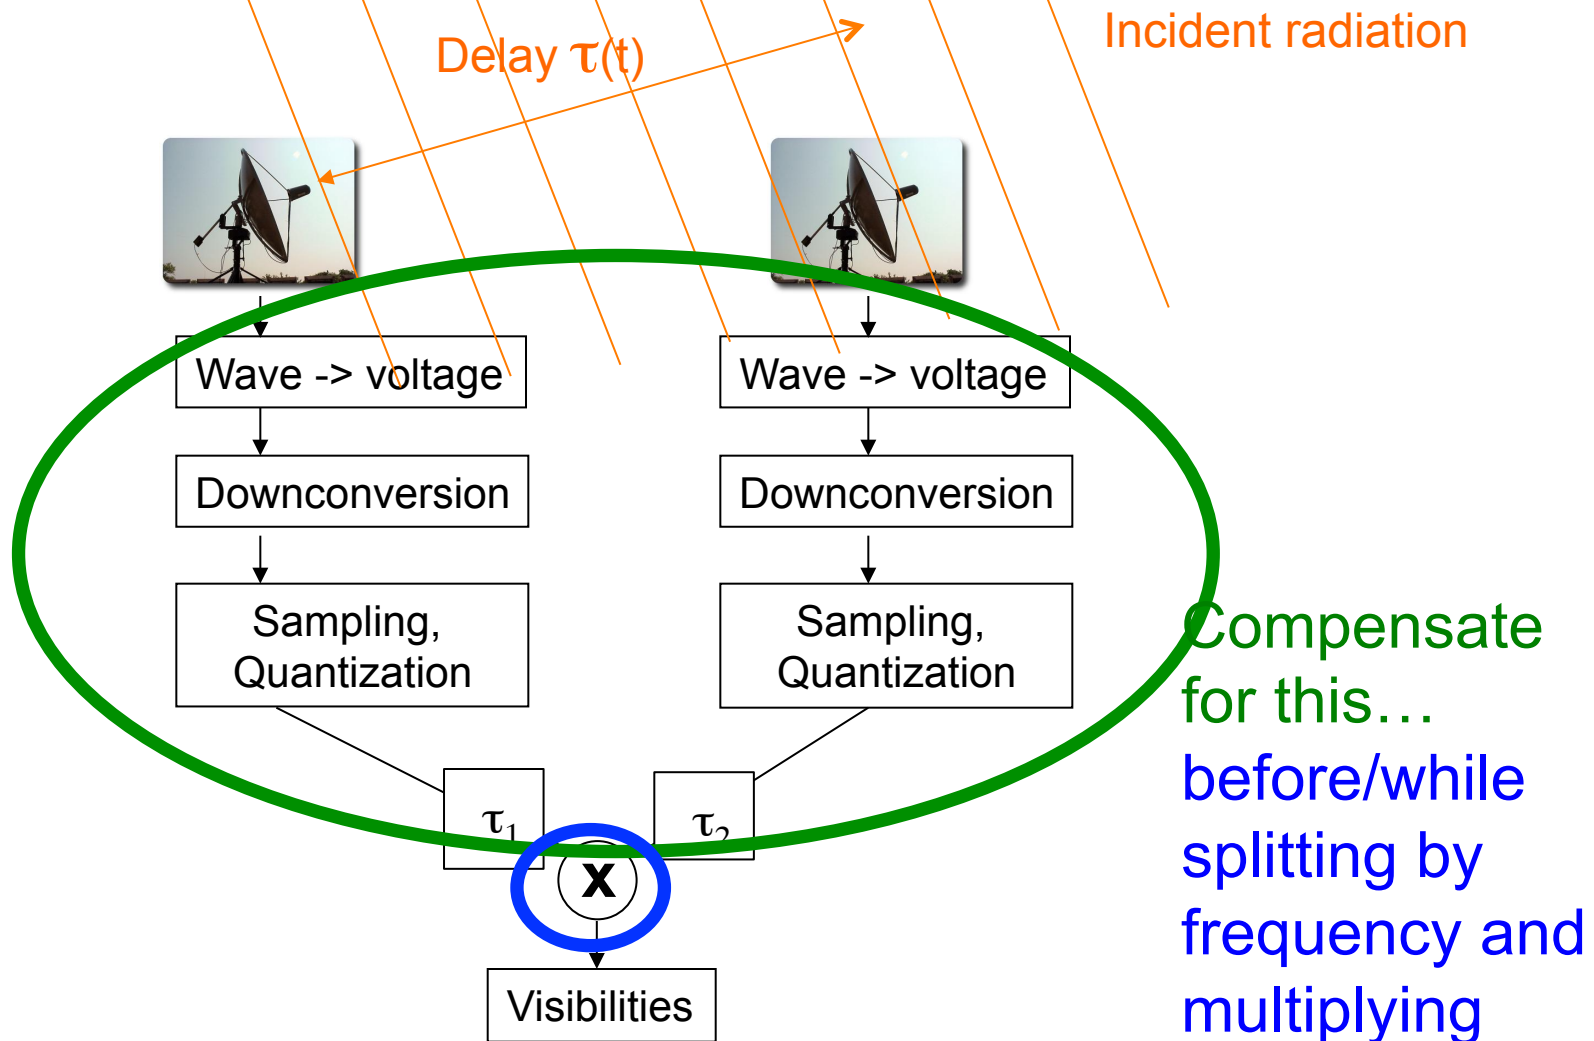 Delay τ(t)
Incident radiation
Wave -> voltage
Wave -> voltage
Downconversion
Downconversion
Sampling,
Quantization
Sampling,
Quantization
τ₁
τ₂
x
Visibilities
Compensate
for this…
before/while
splitting by
frequency and
multiplying